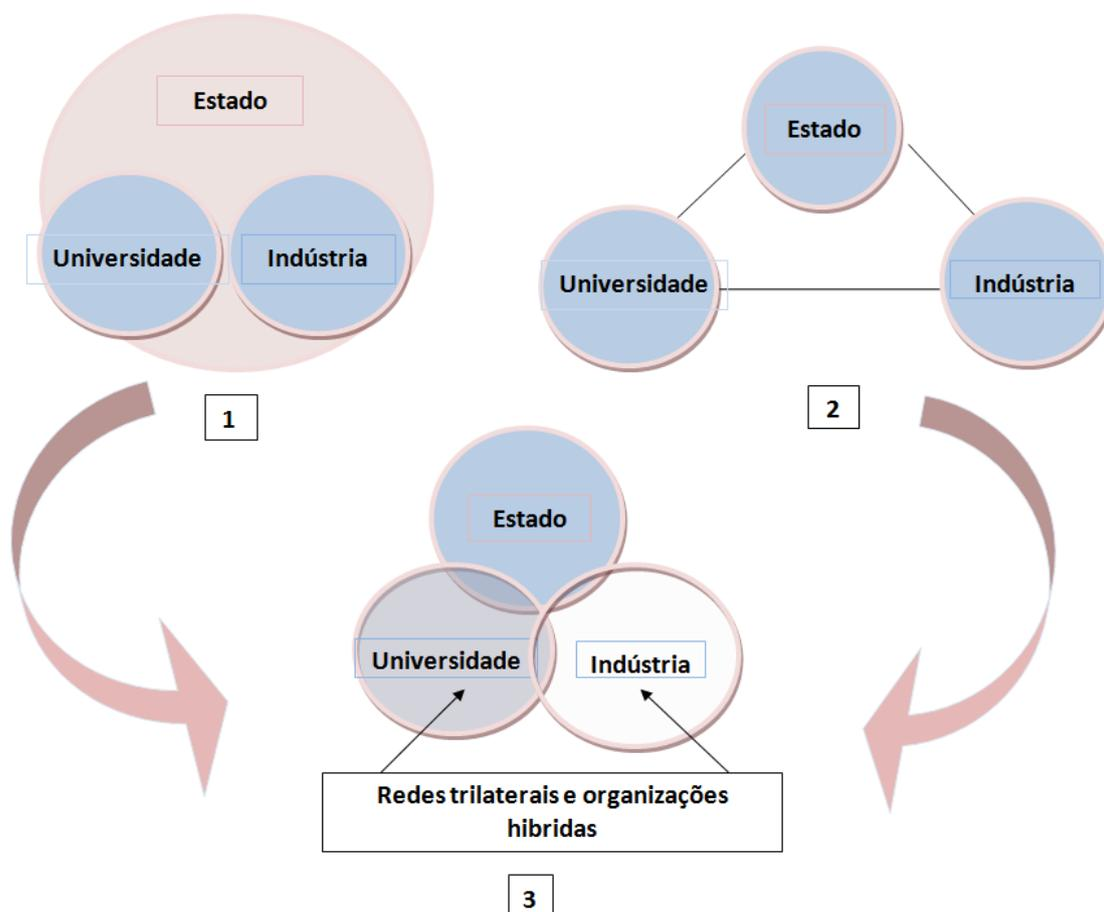 Estado
Universidade
Indústria
1
Estado
Universidade
Indústria
2
Estado
Universidade
Indústria
Redes trilaterais e organizações
hibridas
3